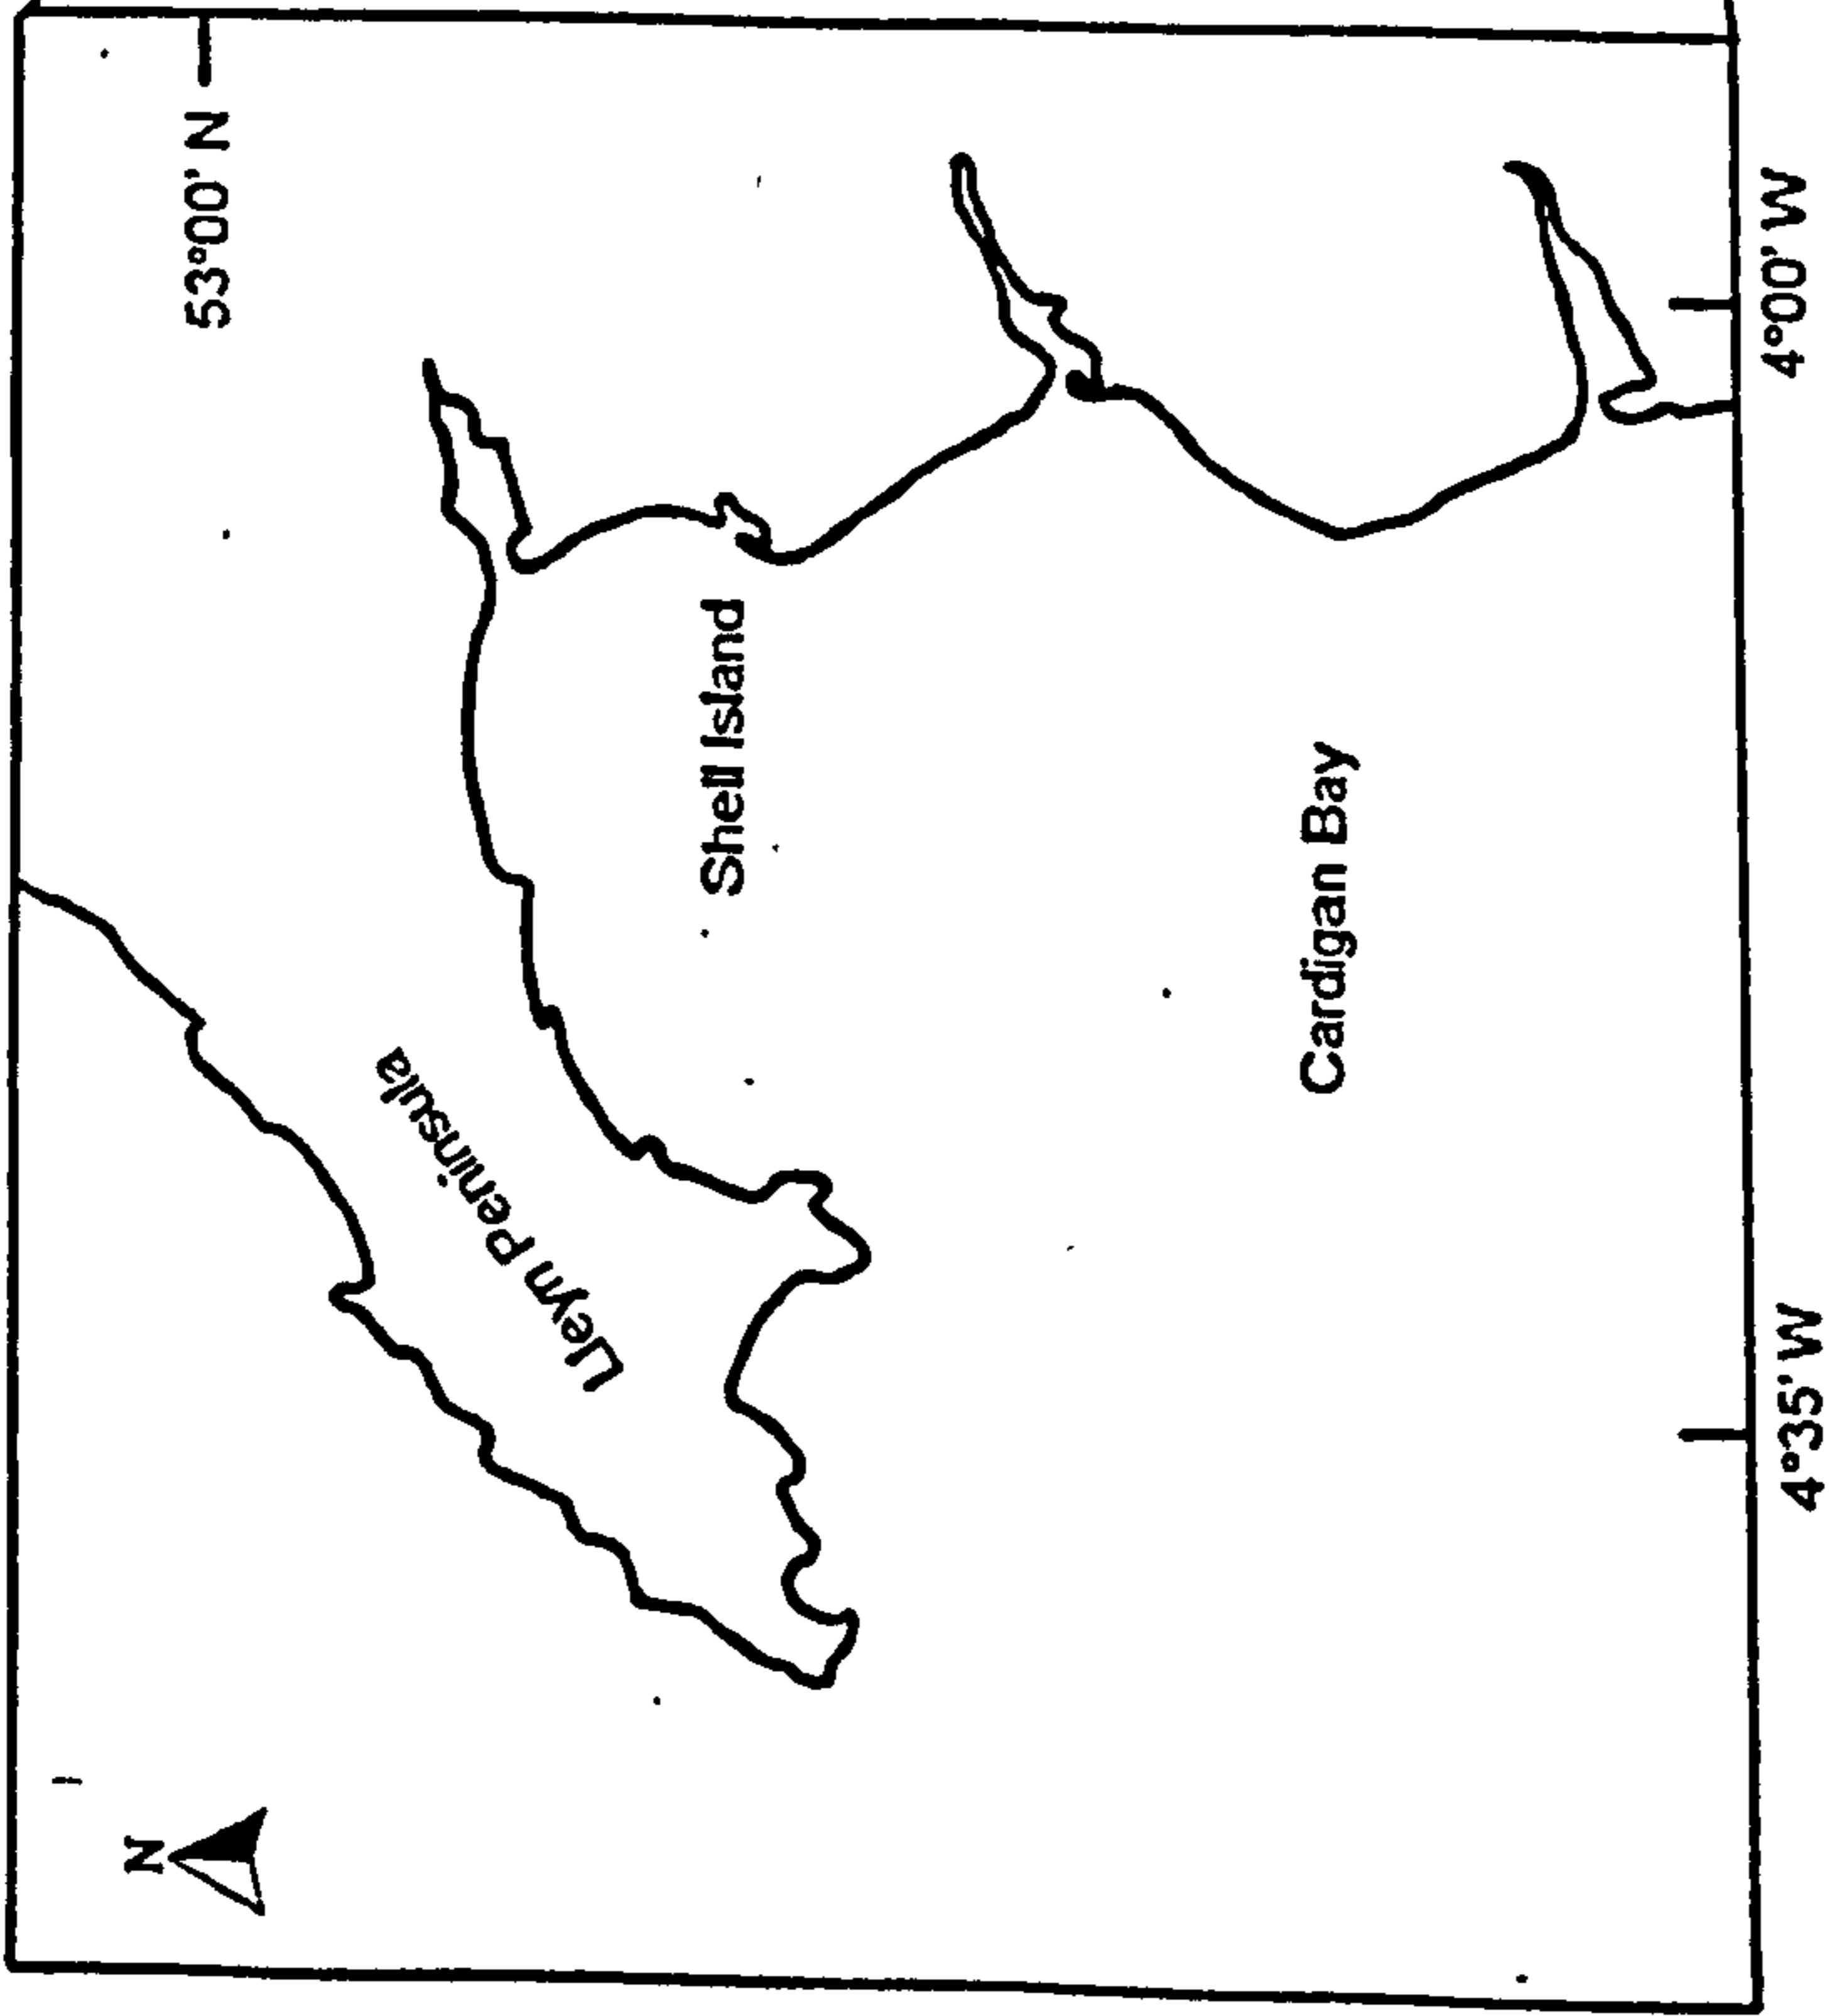 N
53°00' N
Lleyn Peninsula
Shell Island
Cardigan Bay
4°35' W
4°00' W